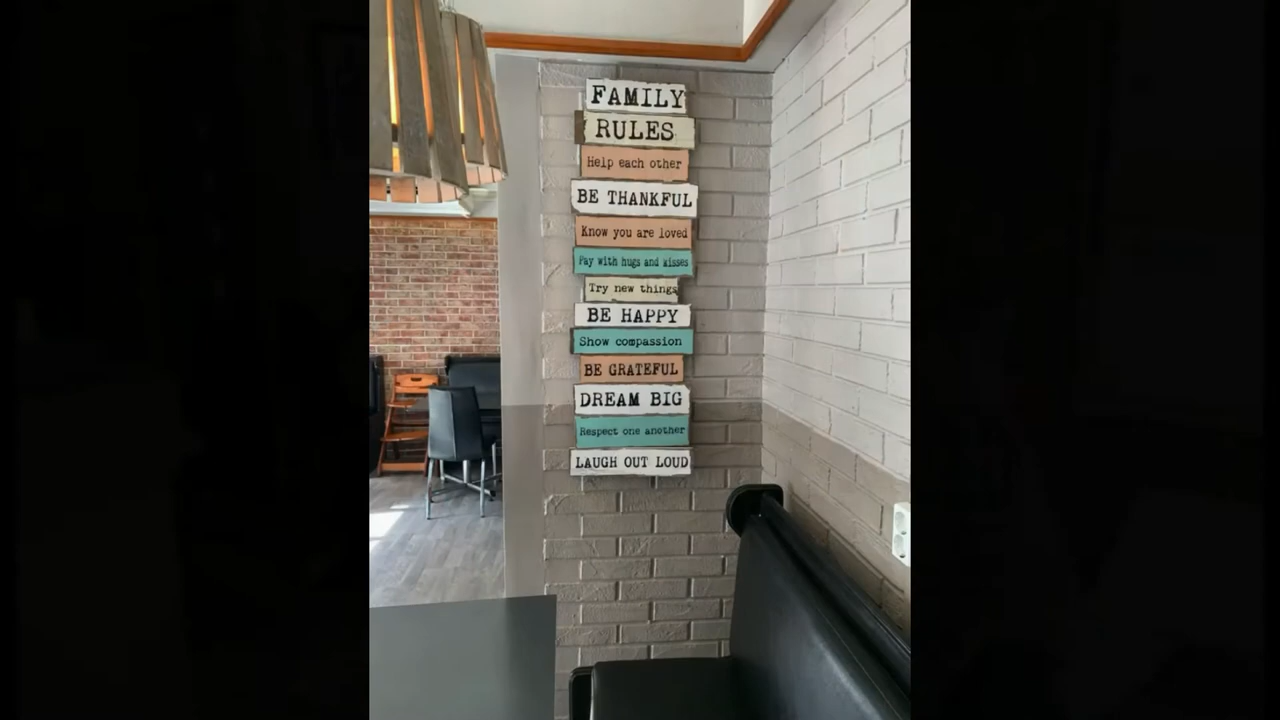 FAMILY
RULES
Help each other
BE THANKFUL
Know you are loved
Pay with hugs and kisses
Try new things
BE HAPPY
Show compassion
BE GRATEFUL
DREAM BIG
Respect one another
LAUGH OUT LOUD